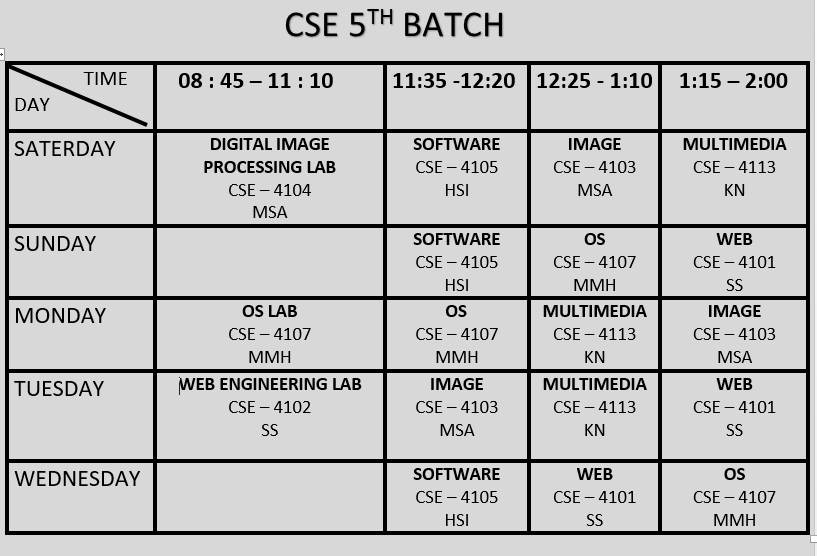 CSE 5TH BATCH
TIME
DAY
08 : 45 – 11 : 10
11:35 -12:20
12:25 - 1:10
1:15 – 2:00
SATERDAY
DIGITAL IMAGE
PROCESSING LAB
CSE – 4104
MSA
SOFTWARE
CSE – 4105
HSI
IMAGE
CSE – 4103
MSA
MULTIMEDIA
CSE – 4113
KN
SUNDAY
SOFTWARE
CSE – 4105
HSI
OS
CSE – 4107
MMH
WEB
CSE – 4101
SS
MONDAY
OS LAB
CSE – 4107
MMH
OS
CSE – 4107
MMH
MULTIMEDIA
CSE – 4113
KN
IMAGE
CSE – 4103
MSA
TUESDAY
WEB ENGINEERING LAB
CSE – 4102
SS
IMAGE
CSE – 4103
MSA
MULTIMEDIA
CSE – 4113
KN
WEB
CSE – 4101
SS
WEDNESDAY
SOFTWARE
CSE – 4105
HSI
WEB
CSE – 4101
SS
OS
CSE – 4107
MMH